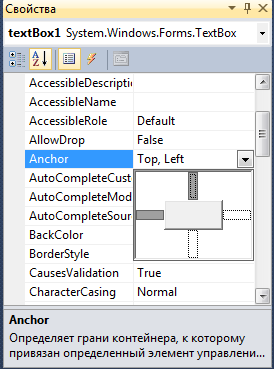 Свойства
textBox1 System.Windows.Forms.TextBox
AccessibleDescripti
AccessibleName
AccessibleRole Default
AllowDrop False
Anchor Top, Left
AutoCompleteCust
AutoCompleteMod
AutoCompleteSour
BackColor
BorderStyle
CausesValidation True
CharacterCasing Normal
Anchor
Определяет грани контейнера, к которому
привязан определенный элемент управлени...